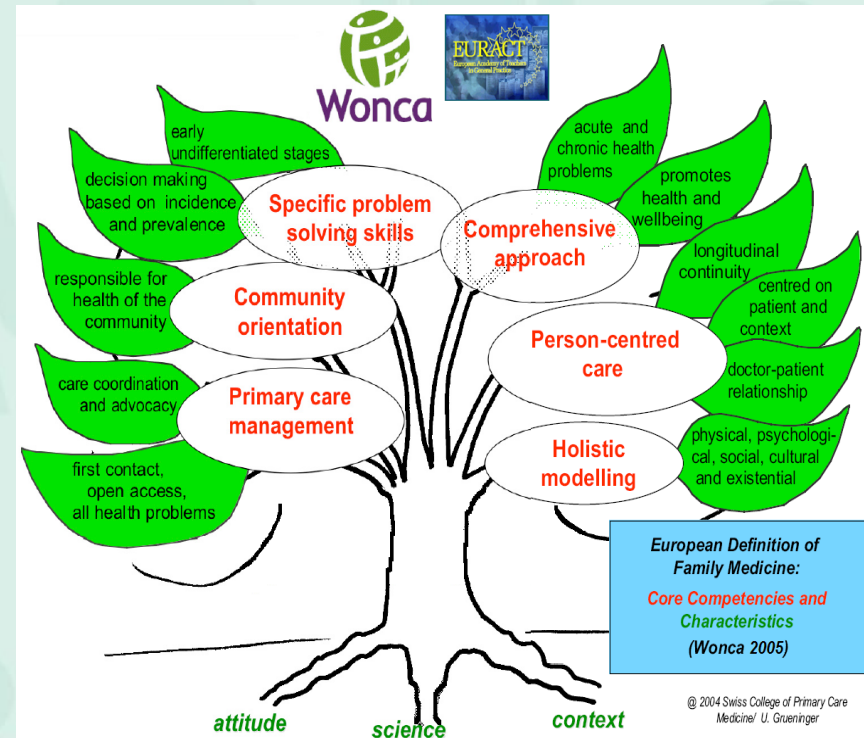 Wonca
EURACT
European Academy of Teachers
in General Practice
early
undifferentiated stages
decision making
based on incidence
and prevalence
Specific problem
solving skills
responsible for
health of the
community
Community
orientation
care coordination
and advocacy
Primary care
management
first contact,
open access,
all health problems
acute and
chronic health
problems
promotes
health and
wellbeing
Comprehensive
approach
longitudinal
continuity
centred on
patient and
context
Person-centred
care
doctor-patient
relationship
Holistic
modelling
physical, psychologi-
cal, social, cultural
and existential
European Definition of
Family Medicine:
Core Competencies and
Characteristics
(Wonca 2005)
@ 2004 Swiss College of Primary Care
Medicine/ U. Grueninger
attitude
science
context